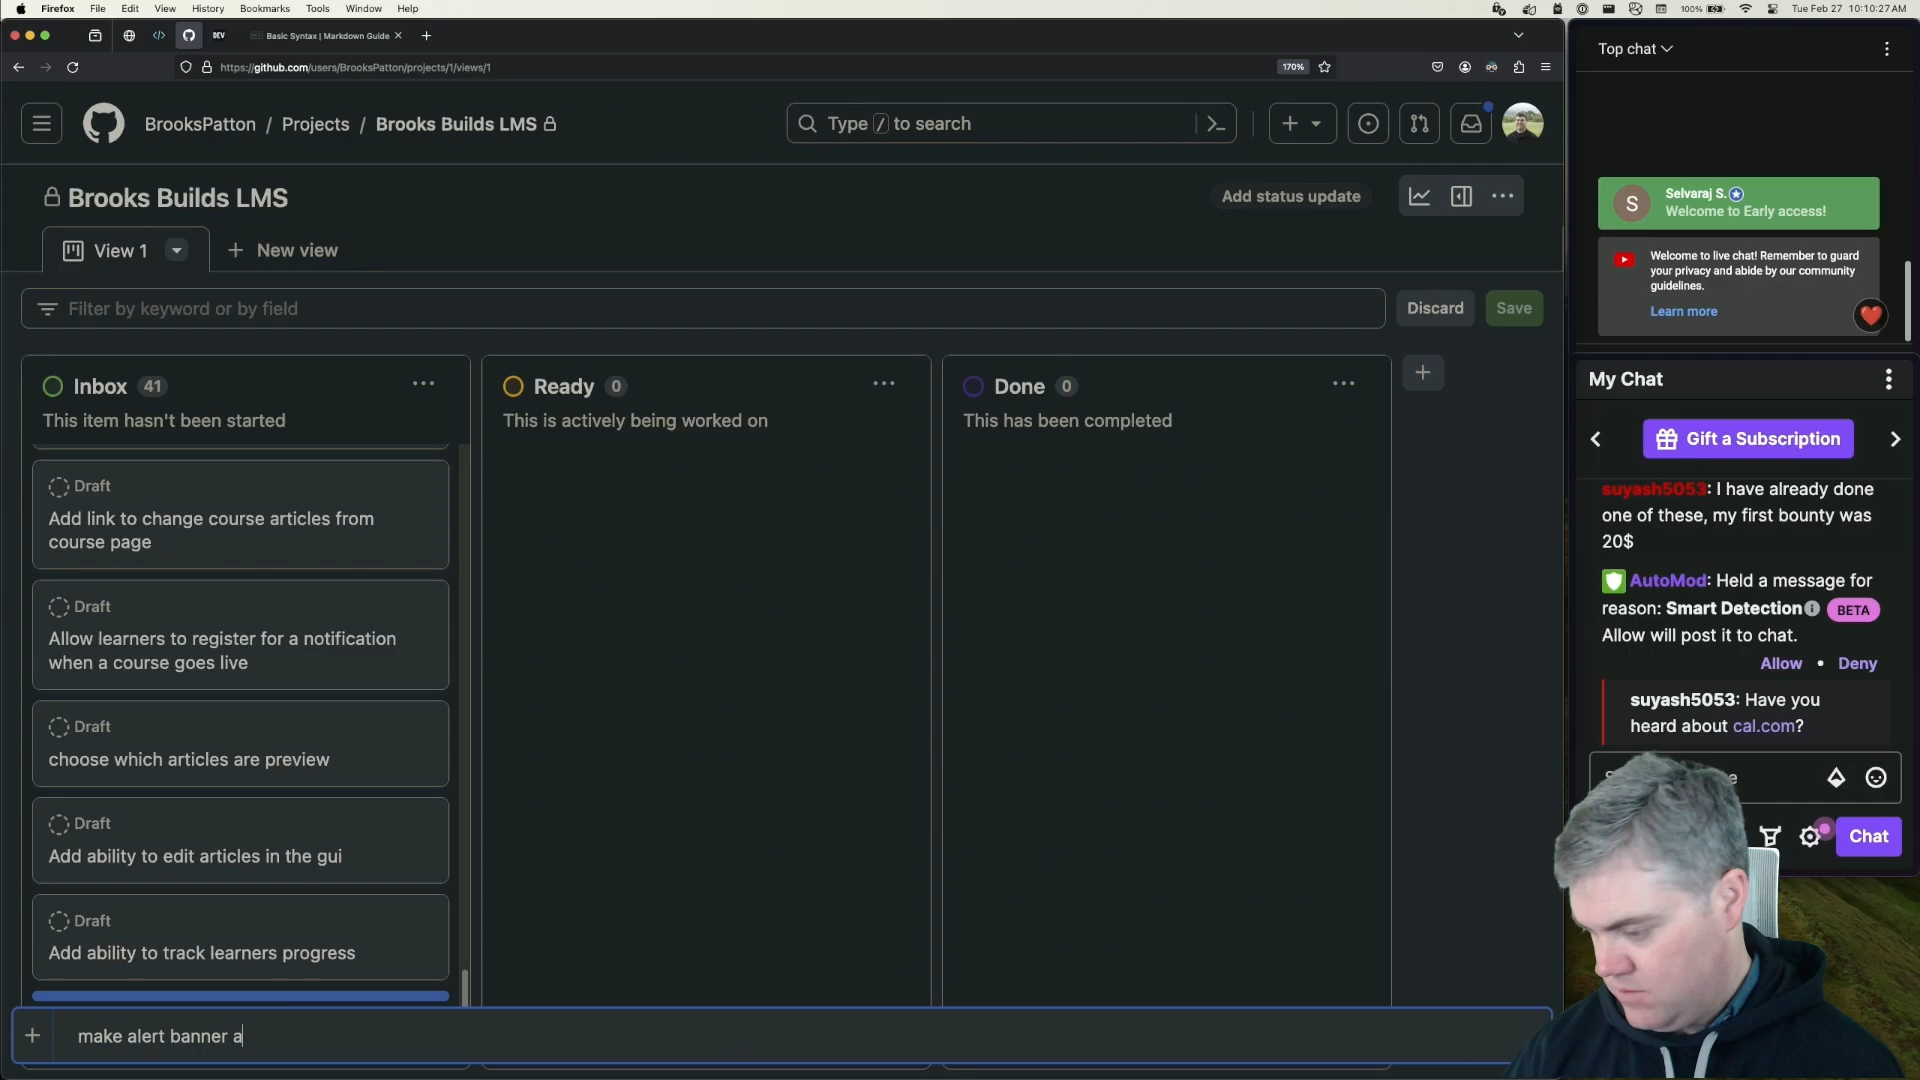 Firefox File Edit View History Bookmarks Tools Window Help
100% Tue Feb 27 10:10:27 AM
DEV Basic Syntax | Markdown Guide
https://github.com/users/BrooksPatton/projects/1/views/1
170%
BrooksPatton / Projects / Brooks Builds LMS
Type / to search
Brooks Builds LMS
Add status update
View 1
New view
Filter by keyword or by field
Discard
Save
Inbox 41
This item hasn't been started
Draft
Add link to change course articles from
course page
Draft
Allow learners to register for a notification
when a course goes live
Draft
choose which articles are preview
Draft
Add ability to edit articles in the gui
Draft
Add ability to track learners progress
Ready 0
This is actively being worked on
Done 0
This has been completed
make alert banner a
Top chat
S
Selvaraj S.
Welcome to Early access!
Welcome to live chat! Remember to guard
your privacy and abide by our community
guidelines.
Learn more
My Chat
Gift a Subscription
suyash5053: I have already done
one of these, my first bounty was
20$
AutoMod: Held a message for
reason: Smart Detection BETA
Allow will post it to chat.
Allow • Deny
suyash5053: Have you
heard about cal.com?
Chat